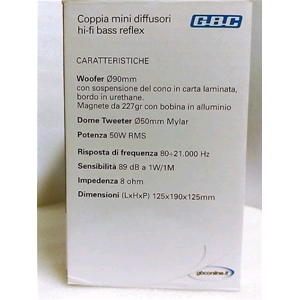 Coppia mini diffusori
hi-fi bass reflex
GBC
CARATTERISTICHE
Woofer Ø90mm
con sospensione del cono in carta laminata,
bordo in urethane.
Magnete da 227gr con bobina in alluminio
Dome Tweeter Ø50mm Mylar
Potenza 50W RMS
Risposta di frequenza 80÷21.000 Hz
Sensibilità 89 dB a 1W/1M
Impedenza 8 ohm
Dimensioni (LxHxP) 125x190x125mm
gbconline.it